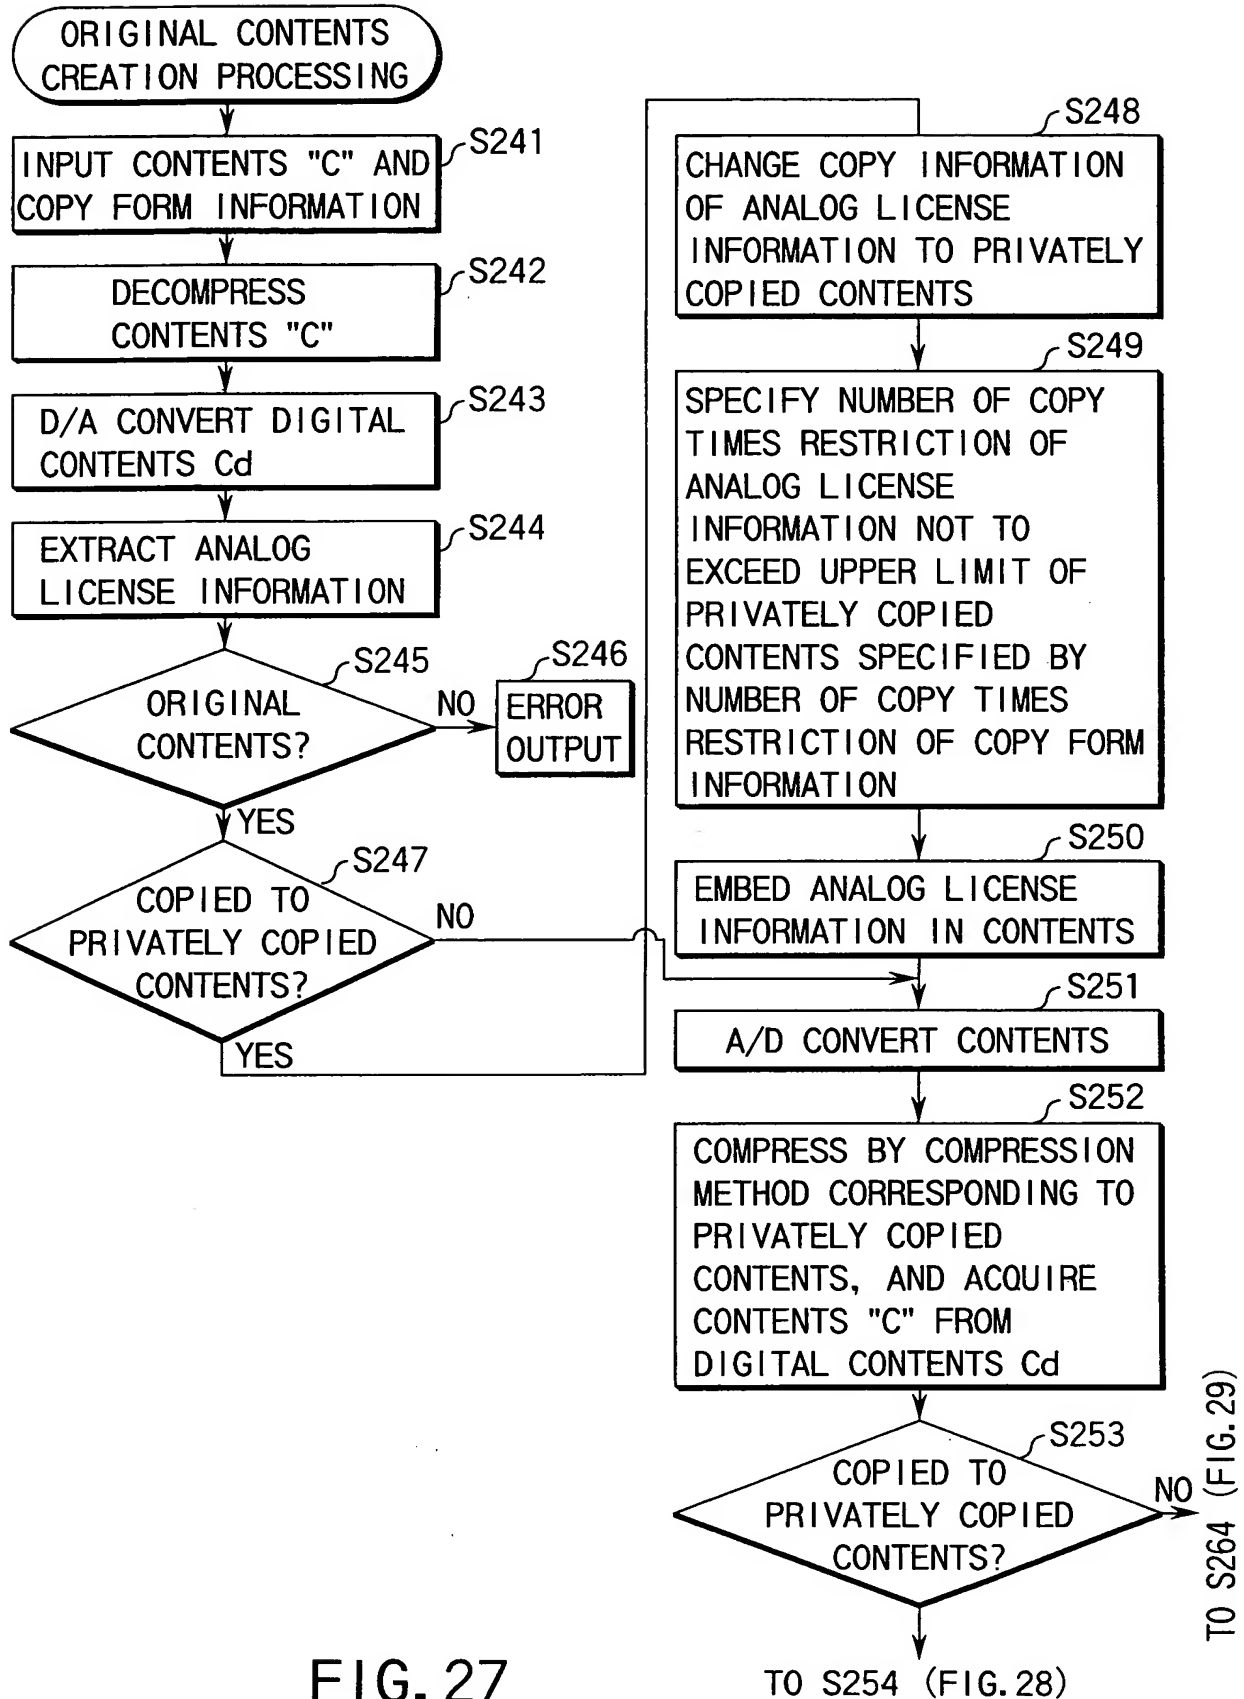 ORIGINAL CONTENTS
CREATION PROCESSING
S241
INPUT CONTENTS "C" AND
COPY FORM INFORMATION
S242
DECOMPRESS
CONTENTS "C"
S243
D/A CONVERT DIGITAL
CONTENTS Cd
S244
EXTRACT ANALOG
LICENSE INFORMATION
S245
ORIGINAL
CONTENTS?
NO
S246
ERROR
OUTPUT
YES
S247
COPIED TO
PRIVATELY COPIED
CONTENTS?
NO
YES
S248
CHANGE COPY INFORMATION
OF ANALOG LICENSE
INFORMATION TO PRIVATELY
COPIED CONTENTS
S249
SPECIFY NUMBER OF COPY
TIMES RESTRICTION OF
ANALOG LICENSE
INFORMATION NOT TO
EXCEED UPPER LIMIT OF
PRIVATELY COPIED
CONTENTS SPECIFIED BY
NUMBER OF COPY TIMES
RESTRICTION OF COPY FORM
INFORMATION
S250
EMBED ANALOG LICENSE
INFORMATION IN CONTENTS
S251
A/D CONVERT CONTENTS
S252
COMPRESS BY COMPRESSION
METHOD CORRESPONDING TO
PRIVATELY COPIED
CONTENTS, AND ACQUIRE
CONTENTS "C" FROM
DIGITAL CONTENTS Cd
S253
COPIED TO
PRIVATELY COPIED
CONTENTS?
NO
TO S264 (FIG. 29)
TO S254 (FIG. 28)
FIG. 27